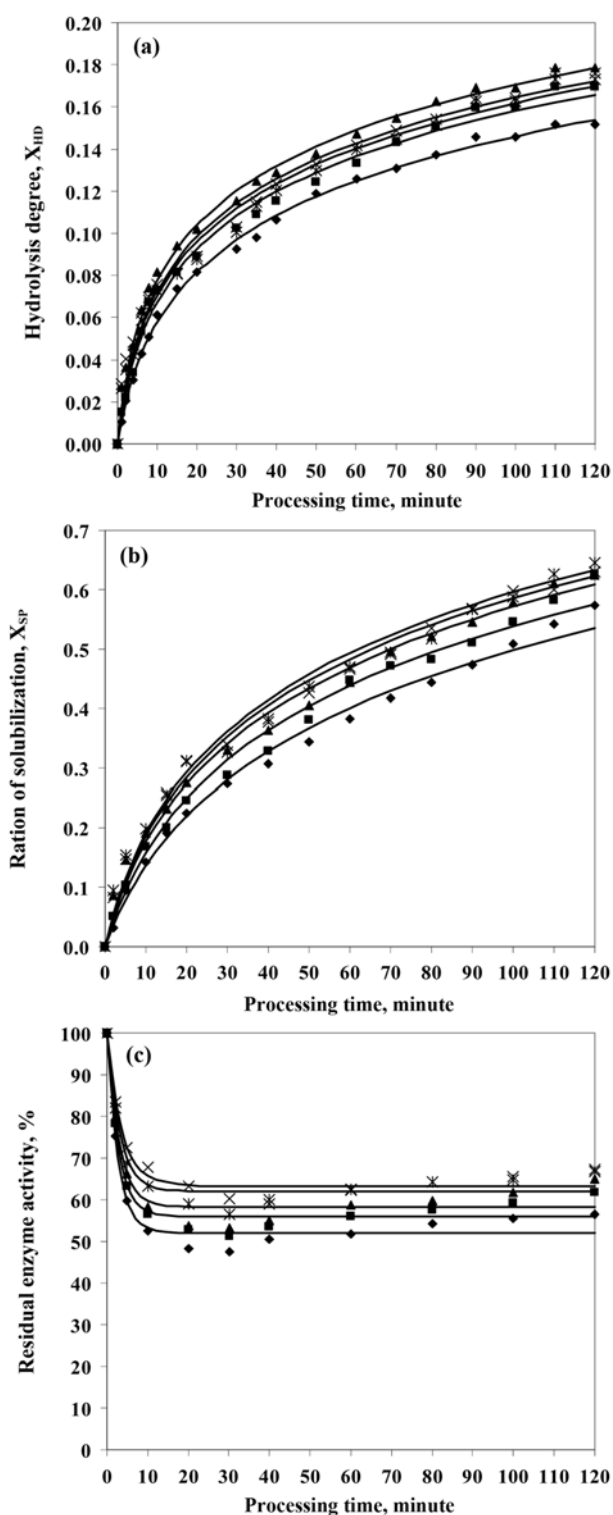 (a)
Hydrolysis degree, X_HD
0.20
0.18
0.16
0.14
0.12
0.10
0.08
0.06
0.04
0.02
0.00
0 10 20 30 40 50 60 70 80 90 100 110 120
Processing time, minute
(b)
Ration of solubilization, X_SP
0.7
0.6
0.5
0.4
0.3
0.2
0.1
0.0
0 10 20 30 40 50 60 70 80 90 100 110 120
Processing time, minute
(c)
Residual enzyme activity, %
100
90
80
70
60
50
40
30
20
10
0
0 10 20 30 40 50 60 70 80 90 100 110 120
Processing time, minute